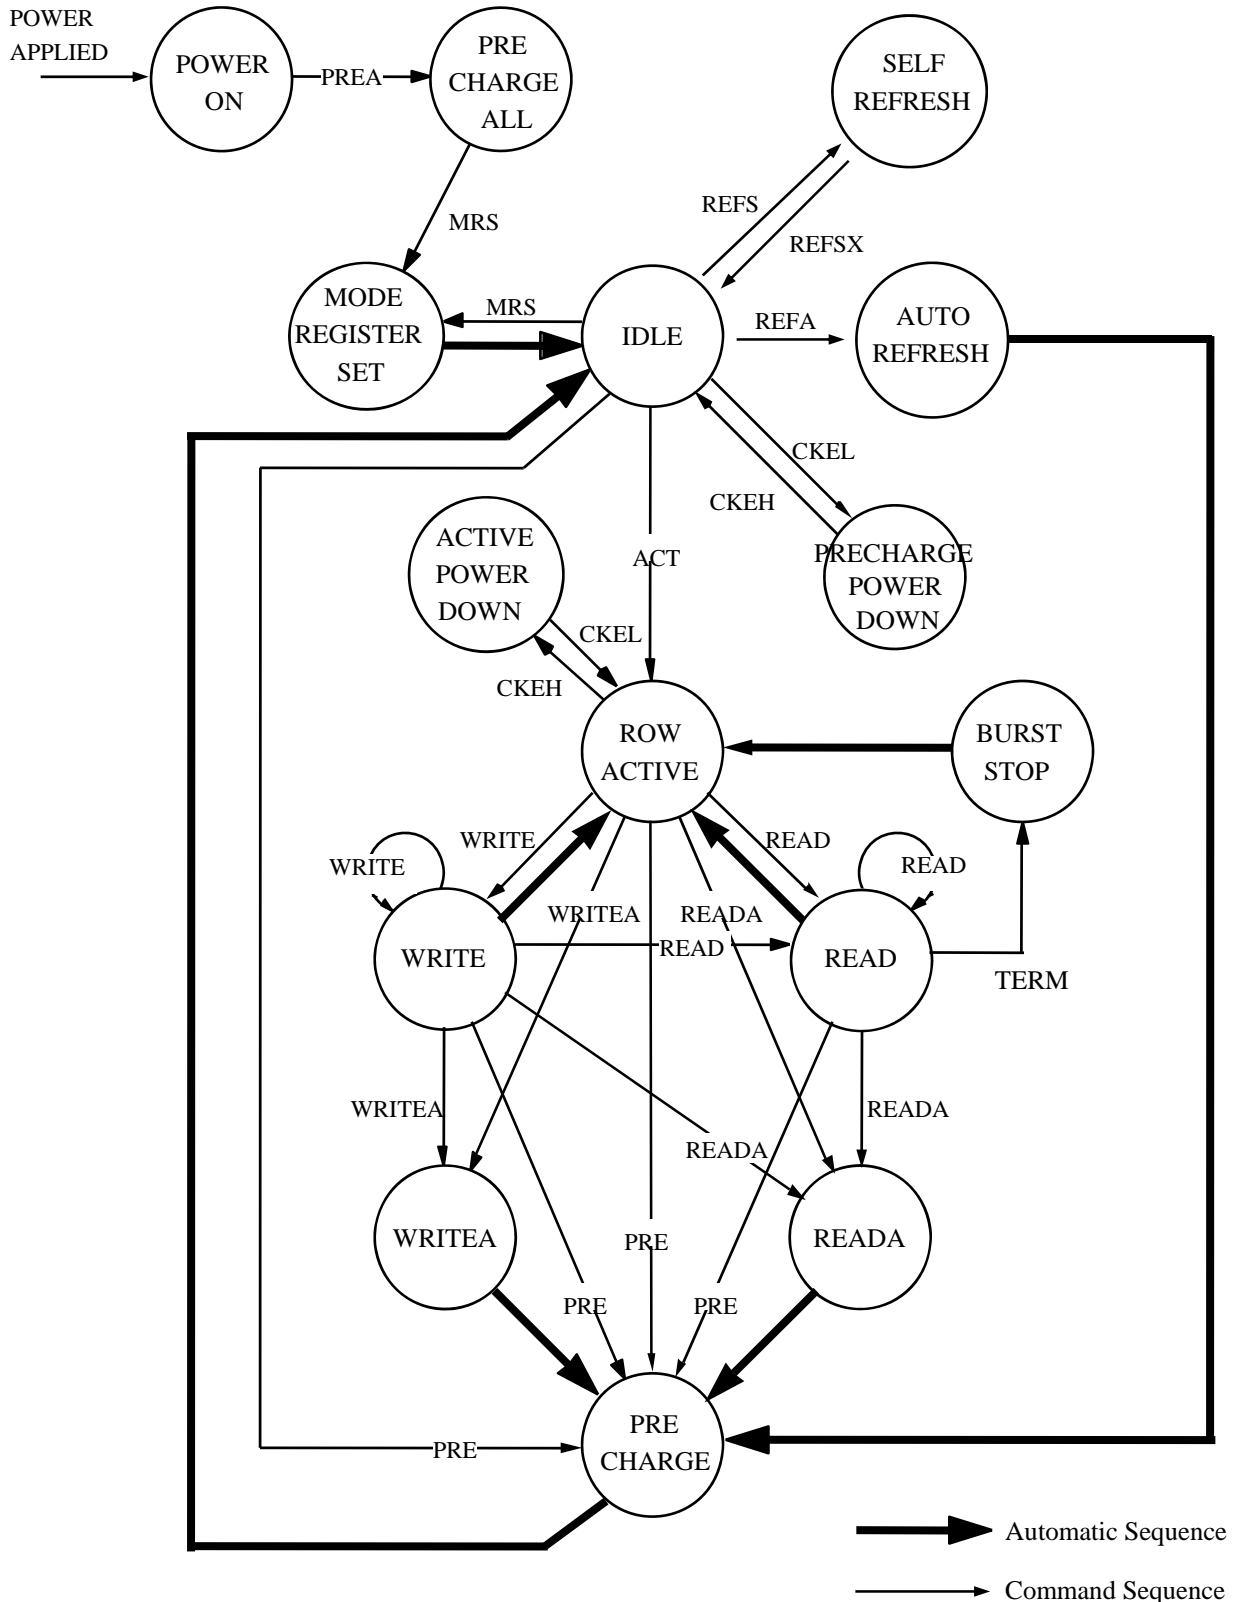 POWER
APPLIED
POWER
ON
PREA
PRE
CHARGE
ALL
SELF
REFRESH
MRS
REFS
REFSX
MODE
REGISTER
SET
MRS
IDLE
REFA
AUTO
REFRESH
CKEL
CKEH
ACTIVE
POWER
DOWN
ACT
PRECHARGE
POWER
DOWN
CKEL
CKEH
ROW
ACTIVE
BURST
STOP
WRITE
READ
WRITE
READ
WRITEA
READA
WRITE
READ
READ
TERM
WRITEA
READA
READA
WRITEA
READA
PRE
PRE
PRE
PRE
CHARGE
PRE
Automatic Sequence
Command Sequence